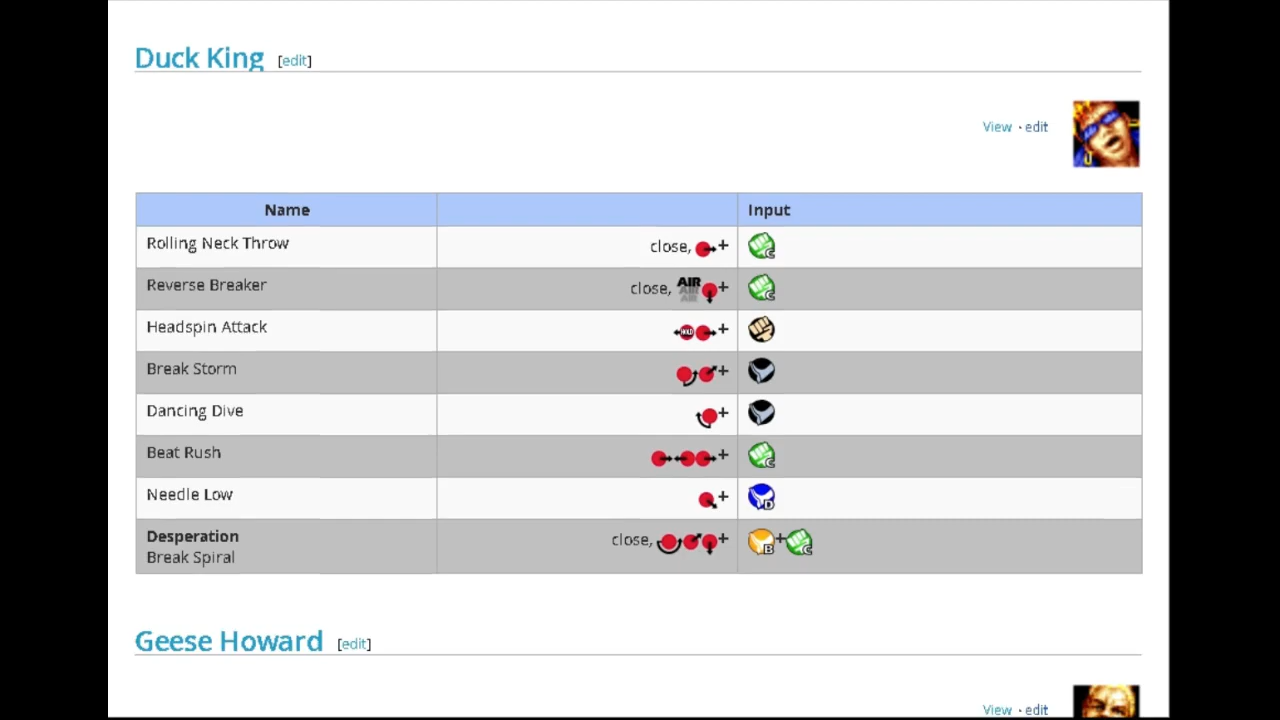 Duck King [edit]
View · edit
Name Input
Rolling Neck Throw close, + C
Reverse Breaker close, AIR + C
Headspin Attack HOLD +
Break Storm +
Dancing Dive +
Beat Rush + C
Needle Low + D
Desperation
Break Spiral close, + B + C
Geese Howard [edit]
View · edit